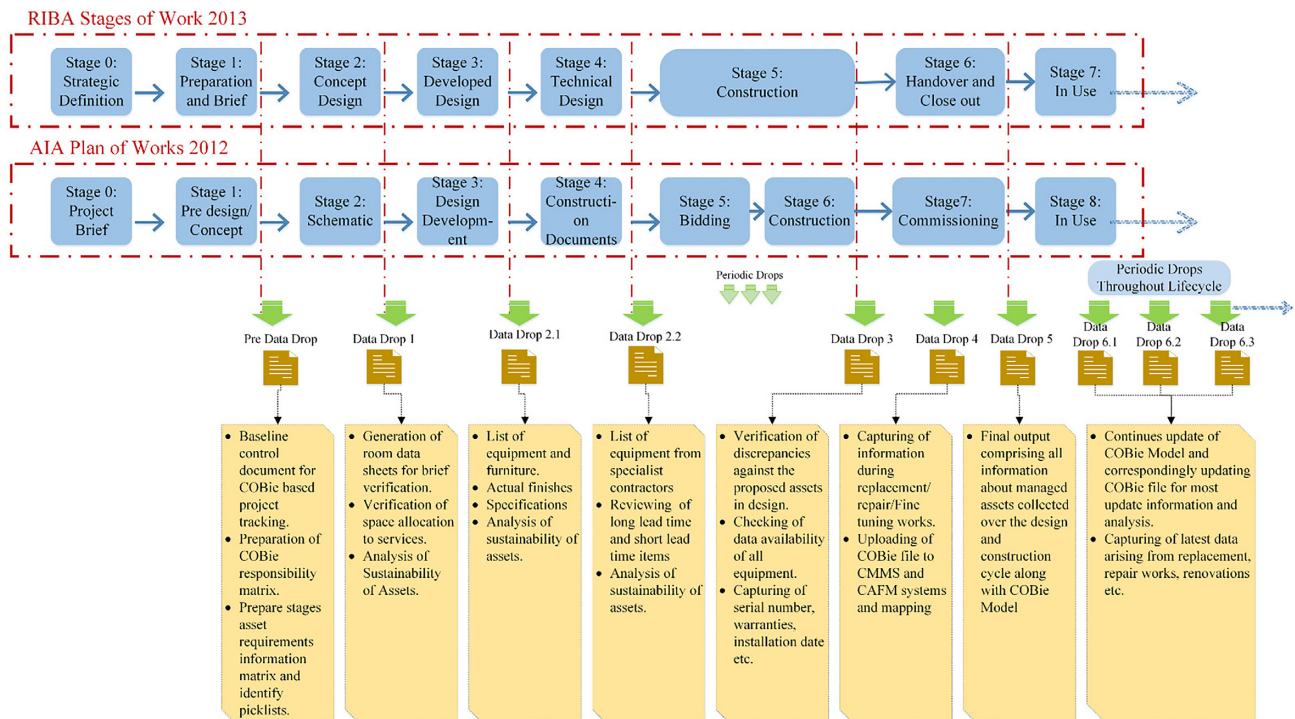 RIBA Stages of Work 2013
Stage 0:
Strategic
Definition
Stage 1:
Preparation
and Brief
Stage 2:
Concept
Design
Stage 3:
Developed
Design
Stage 4:
Technical
Design
Stage 5:
Construction
Stage 6:
Handover and
Close out
Stage 7:
In Use
AIA Plan of Works 2012
Stage 0:
Project
Brief
Stage 1:
Pre design/
Concept
Stage 2:
Schematic
Stage 3:
Design
Developm-
ent
Stage 4:
Constructi-
on
Documents
Stage 5:
Bidding
Stage 6:
Construction
Stage7:
Commissioning
Stage 8:
In Use
Periodic Drops
Periodic Drops
Throughout Lifecycle
Pre Data Drop
Data Drop 1
Data Drop 2.1
Data Drop 2.2
Data Drop 3
Data Drop 4
Data Drop 5
Data
Drop 6.1
Data
Drop 6.2
Data
Drop 6.3
• Baseline
control
document for
COBie based
project
tracking.
• Preparation of
COBie
responsibility
matrix.
• Prepare stages
asset
requirements
information
matrix and
identify
picklists.
• Generation of
room data
sheets for brief
verification.
• Verification of
space allocation
to services.
• Analysis of
Sustainability
Of Assets.
• List of
equipment and
furniture.
• Actual finishes
• Specifications
• Analysis of
sustainability of
assets.
• List of
equipment from
specialist
contractors
• Reviewing of
long lead time
and short lead
time items
• Analysis of
sustainability of
assets.
• Verification of
discrepancies
against the
proposed assets
in design.
• Checking of
data availability
of all
equipment.
• Capturing of
serial number,
warranties,
installation date
etc.
• Capturing of
information
during
replacement/
repair/Fine
tuning works.
• Uploading of
COBie file to
CMMS and
CAFM systems
and mapping
• Final output
comprising all
information
about managed
assets collected
over the design
and
construction
cycle along
with COBie
Model
• Continues update of
COBie Model and
correspondingly updating
COBie file for most
update information and
analysis.
• Capturing of latest data
arising from replacement,
repair works, renovations
etc.